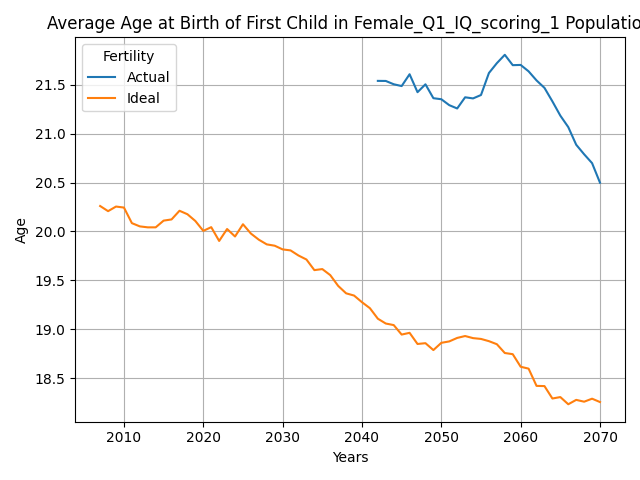 Average Age at Birth of First Child in Female_Q1_IQ_scoring_1 Populatio
Fertility
Actual
Ideal
21.5
21.0
20.5
20.0
19.5
19.0
18.5
Age
2010 2020 2030 2040 2050 2060 2070
Years